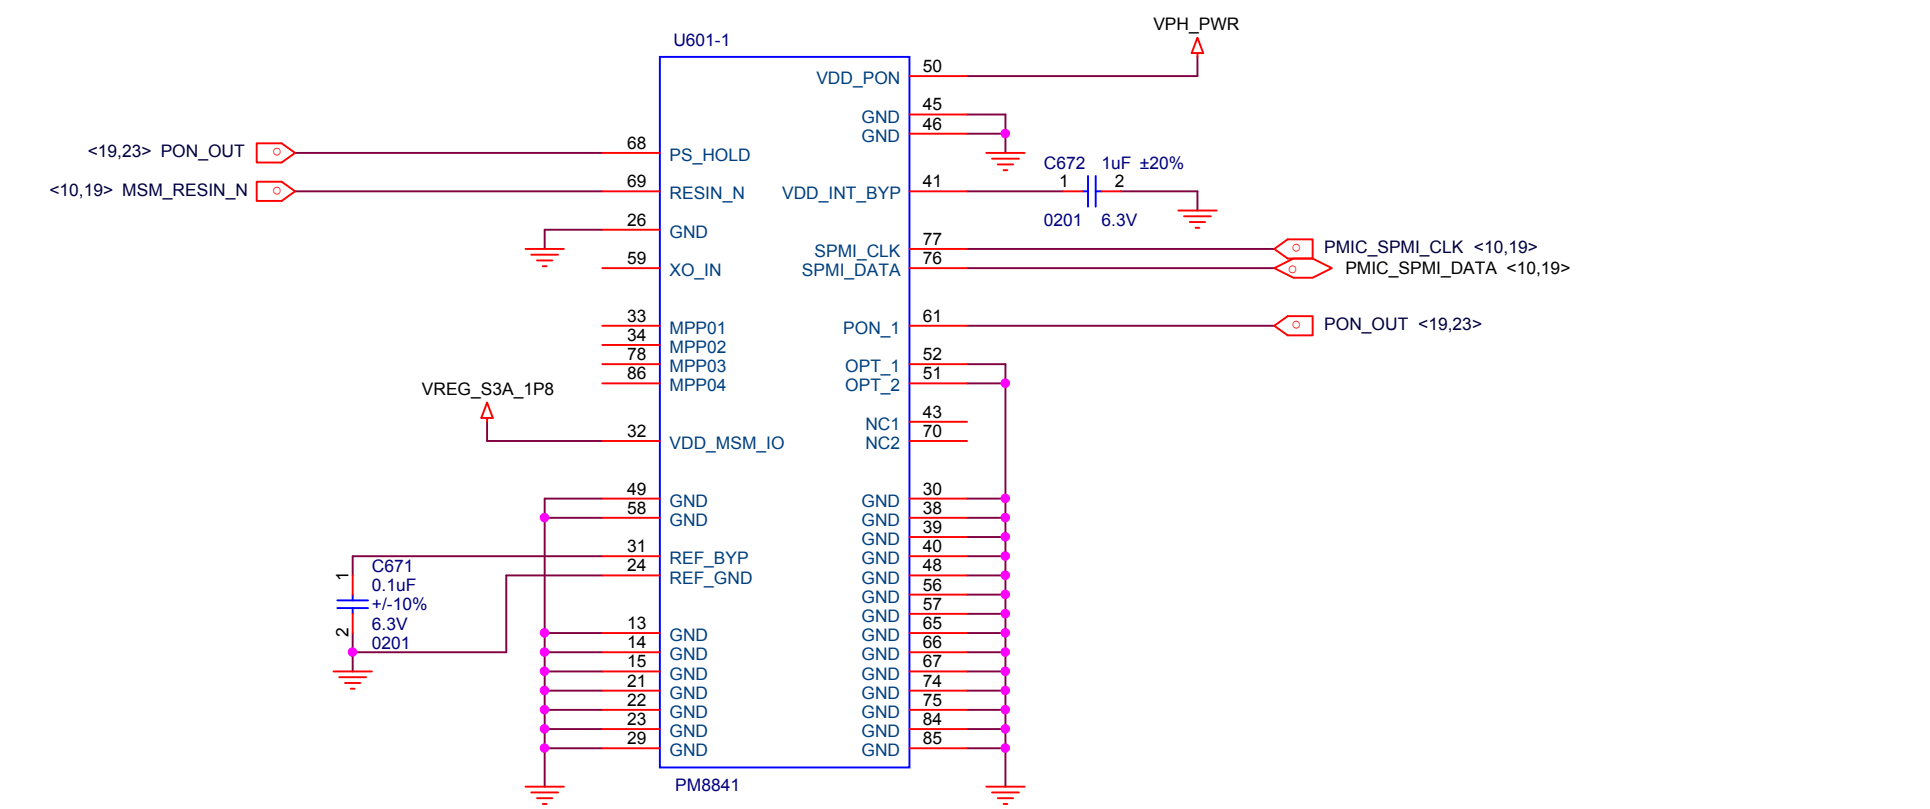 VPH_PWR
U601-1
50
VDD_PON
45
GND
46
GND
<19,23> PON_OUT
68
PS_HOLD
C672 1uF ±20%
<10,19> MSM_RESIN_N
69
RESIN_N
41
VDD_INT_BYP
1 2
0201 6.3V
26
GND
77
SPMI_CLK
PMIC_SPMI_CLK <10,19>
59
XO_IN
76
SPMI_DATA
PMIC_SPMI_DATA <10,19>
33
MPP01
61
PON_1
PON_OUT <19,23>
34
MPP02
78
MPP03
52
OPT_1
86
MPP04
51
OPT_2
VREG_S3A_1P8
43
NC1
32
VDD_MSM_IO
70
NC2
49
GND
30
GND
58
GND
38
GND
39
GND
31
REF_BYP
40
GND
24
REF_GND
48
GND
1
C671
0.1uF
+/-10%
6.3V
2
0201
56
GND
57
GND
13
GND
65
GND
14
GND
66
GND
15
GND
67
GND
21
GND
74
GND
22
GND
75
GND
23
GND
84
GND
29
GND
85
GND
PM8841